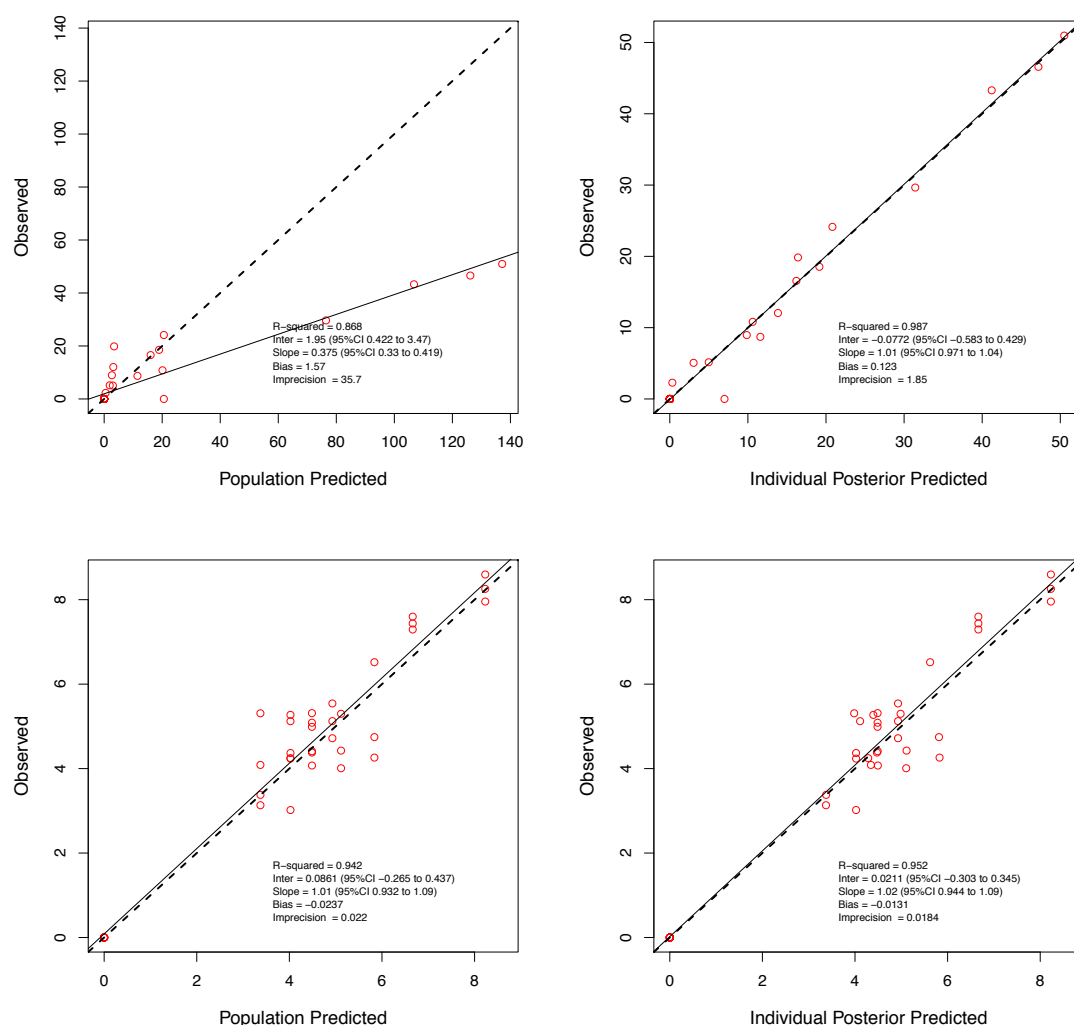 140
120
100
80
60
40
20
0
Observed
R−squared = 0.868
Inter = 1.95 (95%CI 0.422 to 3.47)
Slope = 0.375 (95%CI 0.33 to 0.419)
Bias = 1.57
Imprecision = 35.7
0 20 40 60 80 100 120 140
Population Predicted
50
40
30
20
10
0
Observed
R−squared = 0.987
Inter = −0.0772 (95%CI −0.583 to 0.429)
Slope = 1.01 (95%CI 0.971 to 1.04)
Bias = 0.123
Imprecision = 1.85
0 10 20 30 40 50
Individual Posterior Predicted
8
6
4
2
0
Observed
R−squared = 0.942
Inter = 0.0861 (95%CI −0.265 to 0.437)
Slope = 1.01 (95%CI 0.932 to 1.09)
Bias = −0.0237
Imprecision = 0.022
0 2 4 6 8
Population Predicted
8
6
4
2
0
Observed
R−squared = 0.952
Inter = 0.0211 (95%CI −0.303 to 0.345)
Slope = 1.02 (95%CI 0.944 to 1.09)
Bias = −0.0131
Imprecision = 0.0184
0 2 4 6 8
Individual Posterior Predicted